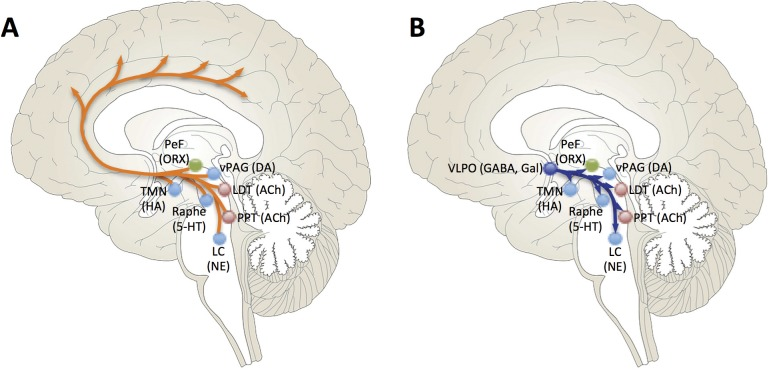 A
PeF
(ORX)
vPAG (DA)
TMN
(HA)
LDT (ACh)
Raphe
(5-HT)
PPT (ACh)
LC
(NE)
B
PeF
(ORX)
VLPO (GABA, Gal)
vPAG (DA)
TMN
(HA)
LDT (ACh)
Raphe
(5-HT)
PPT (ACh)
LC
(NE)